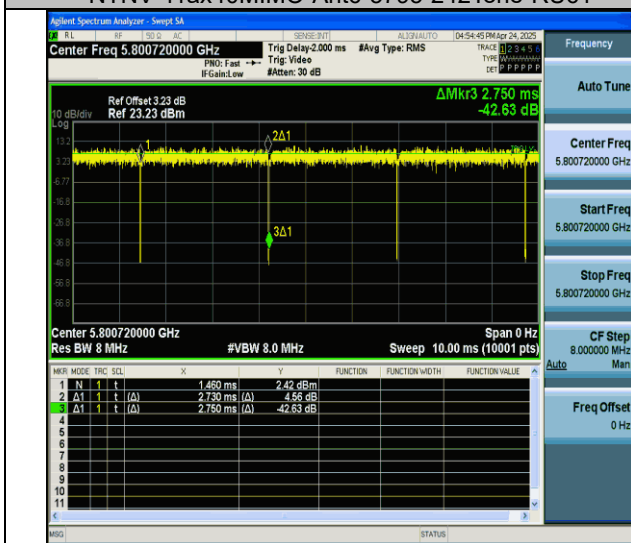 Agilent Spectrum Analyzer - Swept SA
RL RF 50 Ω AC SENSE:INT ALIGNAUTO 04:54:45 PM Apr 24, 2025
Center Freq 5.800720000 GHz
PNO: Fast
IFGain:Low
Trig Delay-2.000 ms
Trig: Video
#Atten: 30 dB
#Avg Type: RMS
TRACE 1 2 3 4 5 6
TYPE
DET P P P P P P
Ref Offset 3.23 dB
Ref 23.23 dBm
10 dB/div
Log
ΔMkr3 2.750 ms
-42.63 dB
13.2
3.23
-6.77
-16.8
-26.8
-36.8
-46.8
-56.8
-66.8
1
2Δ1
3Δ1
Center 5.800720000 GHz Span 0 Hz
Res BW 8 MHz #VBW 8.0 MHz Sweep 10.00 ms (10001 pts)
MKR MODE TRC SCL X Y FUNCTION FUNCTION WIDTH FUNCTION VALUE
1 N 1 t 1.460 ms 2.42 dBm
2 Δ1 1 t (Δ) 2.730 ms (Δ) 4.56 dB
3 Δ1 1 t (Δ) 2.750 ms (Δ) -42.63 dB
4
5
6
7
8
9
10
11
MSG STATUS
Frequency
Auto Tune
Center Freq
5.800720000 GHz
Start Freq
5.800720000 GHz
Stop Freq
5.800720000 GHz
CF Step
8.000000 MHz
Auto Man
Freq Offset
0 Hz